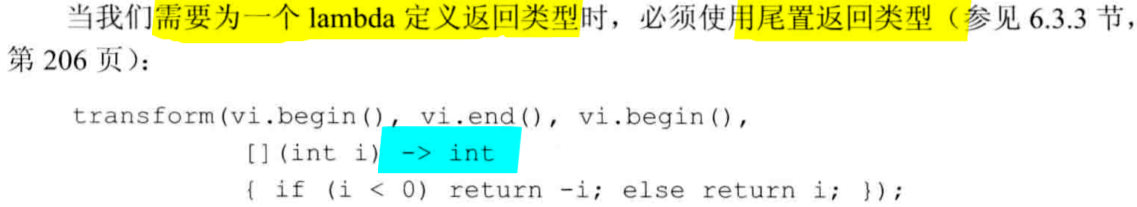 当我们需要为一个 lambda 定义返回类型时，必须使用尾置返回类型（参见 6.3.3 节，
第 206 页）：
transform(vi.begin(), vi.end(), vi.begin(),
[](int i) -> int
{ if (i < 0) return -i; else return i; });